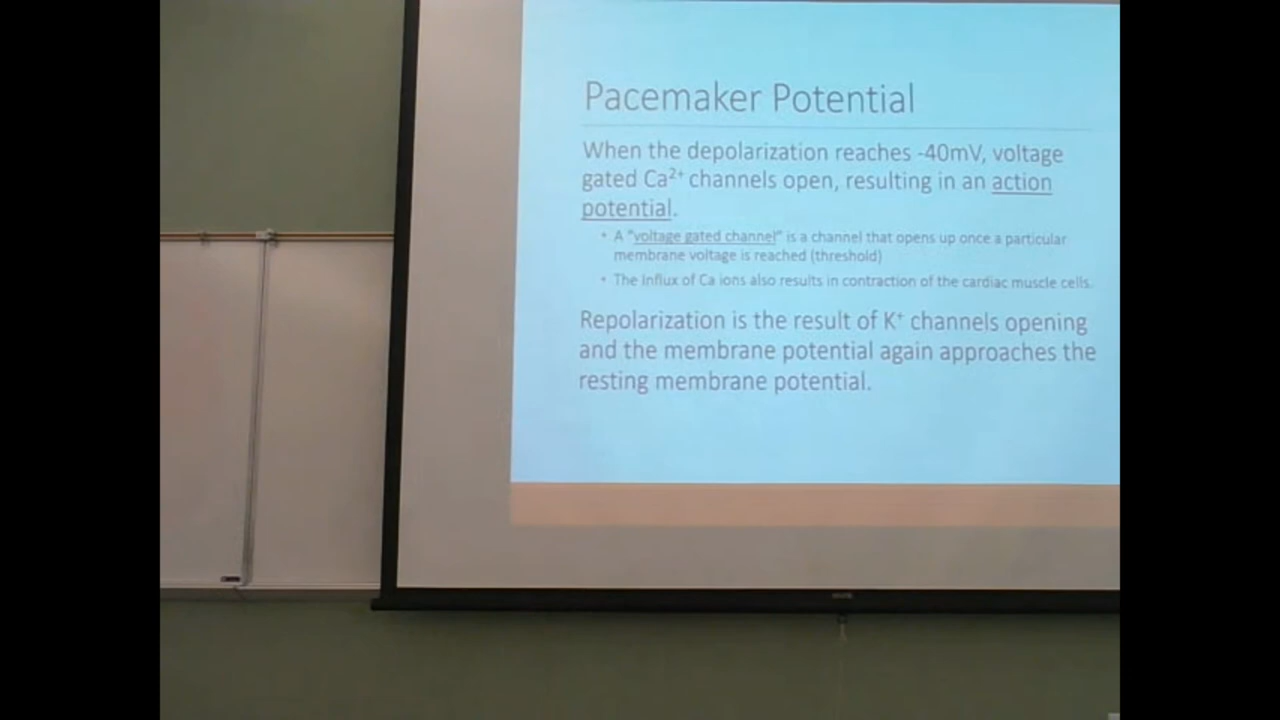 Pacemaker Potential
When the depolarization reaches -40mV, voltage
gated Ca²⁺ channels open, resulting in an action
potential.
• A "voltage gated channel" is a channel that opens up once a particular
membrane voltage is reached (threshold)
• The Influx of Ca ions also results in contraction of the cardiac muscle cells.
Repolarization is the result of K⁺ channels opening
and the membrane potential again approaches the
resting membrane potential.